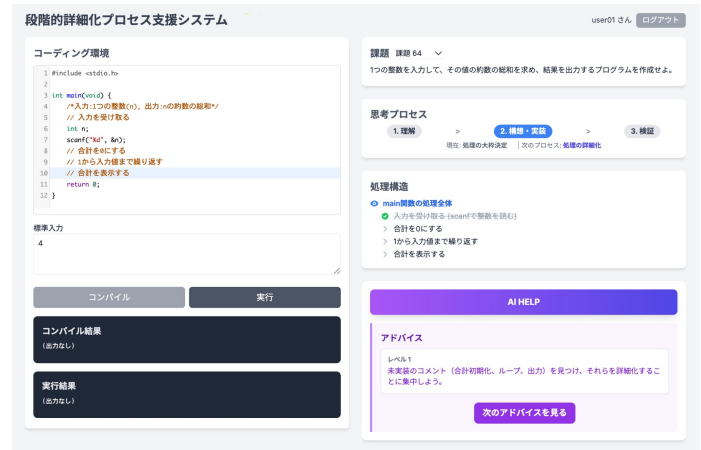 段階的詳細化プロセス支援システム
user01 さん ログアウト
コーディング環境
1 #include <stdio.h>
2
3 int main(void) {
4 /*入力:1つの整数(n), 出力:nの約数の総和*/
5 // 入力を受け取る
6 int n;
7 scanf("%d", &n);
8 // 合計を0にする
9 // 1から入力値まで繰り返す
10 // 合計を表示する
11 return 0;
12 }
標準入力
4
コンパイル 実行
コンパイル結果
(出力なし)
実行結果
(出力なし)
課題 課題 64
1つの整数を入力して、その値の約数の総和を求め、結果を出力するプログラムを作成せよ。
思考プロセス
1. 理解 > 2. 構想・実装 > 3. 検証
現在: 処理の大枠決定 | 次のプロセス: 処理の詳細化
処理構造
main関数の処理全体
入力を受け取る (scanfで整数を読む)
> 合計を0にする
> 1から入力値まで繰り返す
> 合計を表示する
AI HELP
アドバイス
レベル 1
未実装のコメント（合計初期化、ループ、出力）を見つけ、それらを詳細化するこ
とに集中しよう。
次のアドバイスを見る